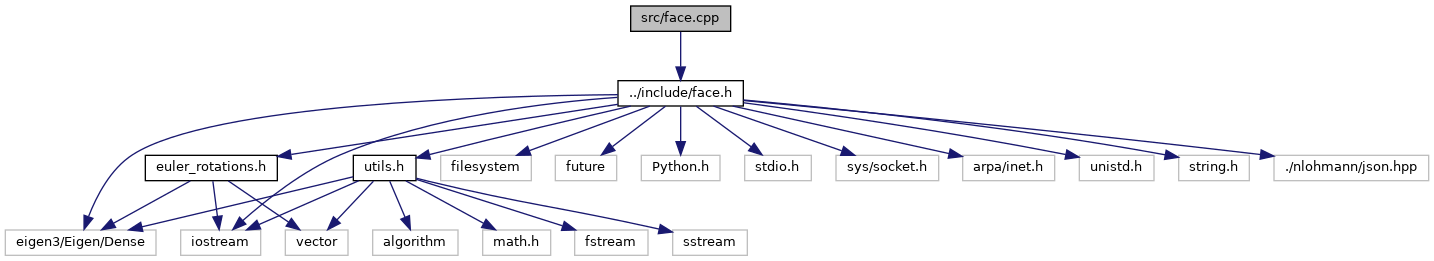 src/face.cpp
../include/face.h
euler_rotations.h
utils.h
filesystem
future
Python.h
stdio.h
sys/socket.h
arpa/inet.h
unistd.h
string.h
./nlohmann/json.hpp
eigen3/Eigen/Dense
iostream
vector
algorithm
math.h
fstream
sstream